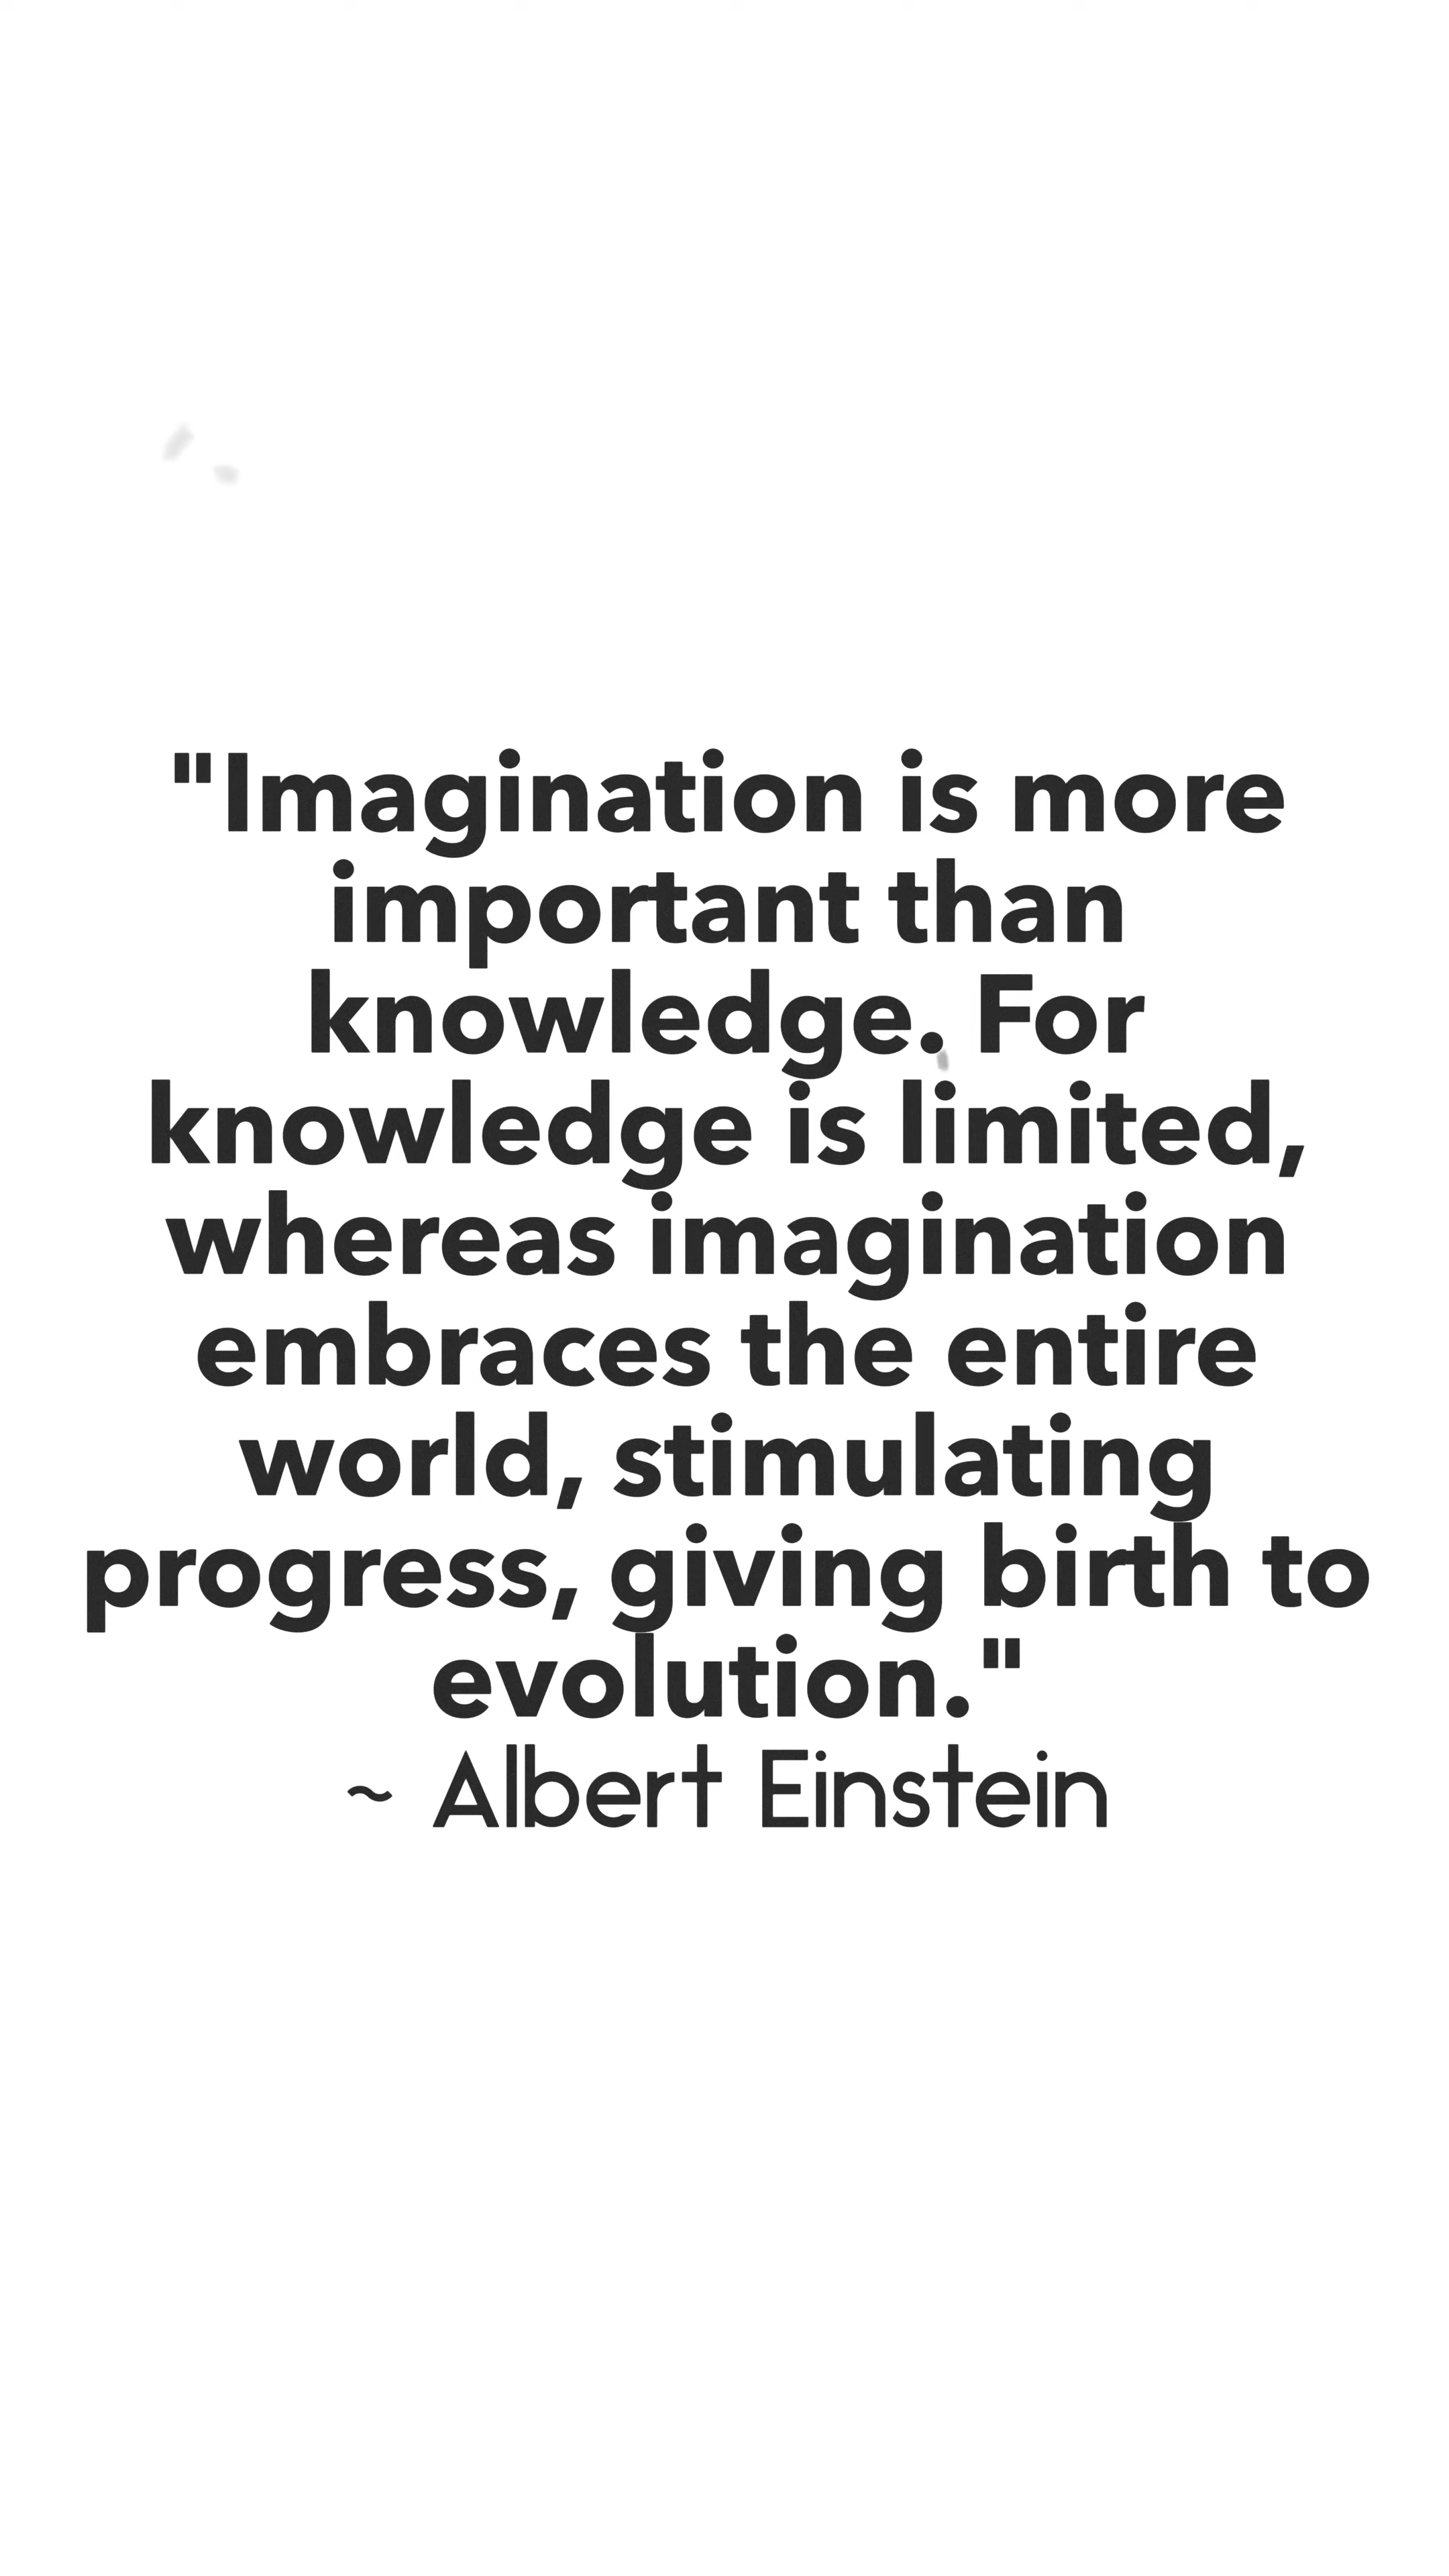 "Imagination is more
important than
knowledge. For
knowledge is limited,
whereas imagination
embraces the entire
world, stimulating
progress, giving birth to
evolution."
~ Albert Einstein